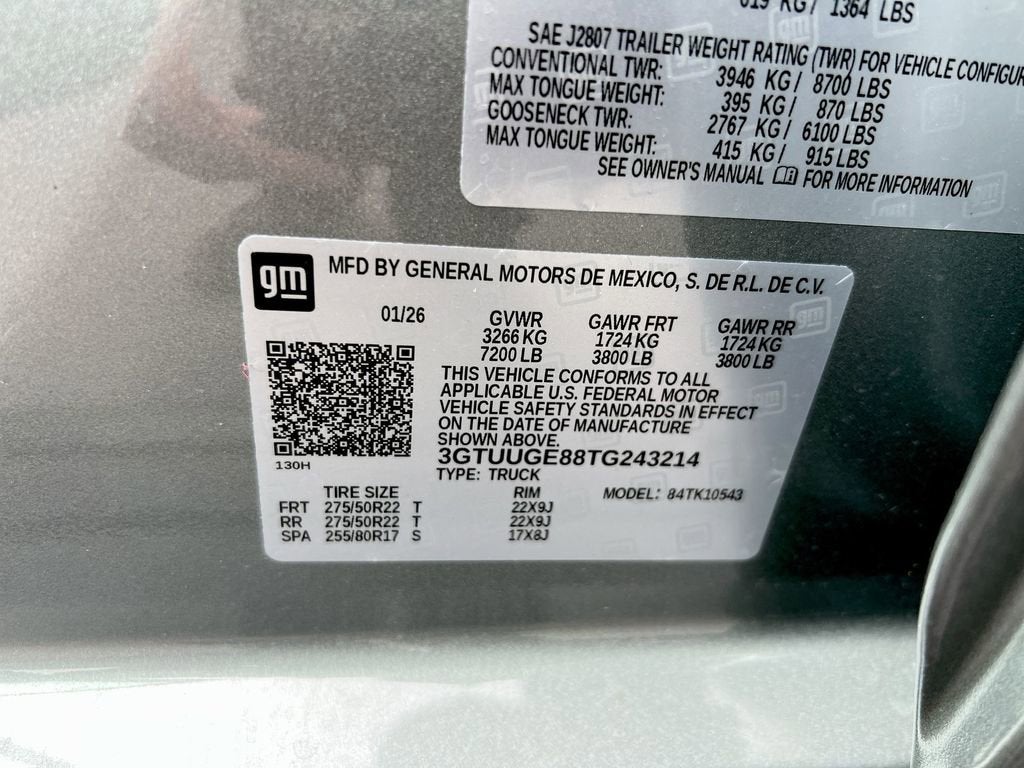 619 KG/ 1364 LBS
SAE J2807 TRAILER WEIGHT RATING (TWR) FOR VEHICLE CONFIGUR
CONVENTIONAL TWR: 3946 KG/ 8700 LBS
MAX TONGUE WEIGHT: 395 KG/ 870 LBS
GOOSENECK TWR: 2767 KG/ 6100 LBS
MAX TONGUE WEIGHT: 415 KG/ 915 LBS
SEE OWNER'S MANUAL FOR MORE INFORMATION
gm
MFD BY GENERAL MOTORS DE MEXICO, S. DE R.L. DE C.V.
01/26 GVWR GAWR FRT GAWR RR
3266 KG 1724 KG 1724 KG
7200 LB 3800 LB 3800 LB
THIS VEHICLE CONFORMS TO ALL
APPLICABLE U.S. FEDERAL MOTOR
VEHICLE SAFETY STANDARDS IN EFFECT
ON THE DATE OF MANUFACTURE
SHOWN ABOVE.
130H
3GTUUGE88TG243214
TYPE: TRUCK
TIRE SIZE RIM MODEL: 84TK10543
FRT 275/50R22 T 22X9J
RR 275/50R22 T 22X9J
SPA 255/80R17 S 17X8J